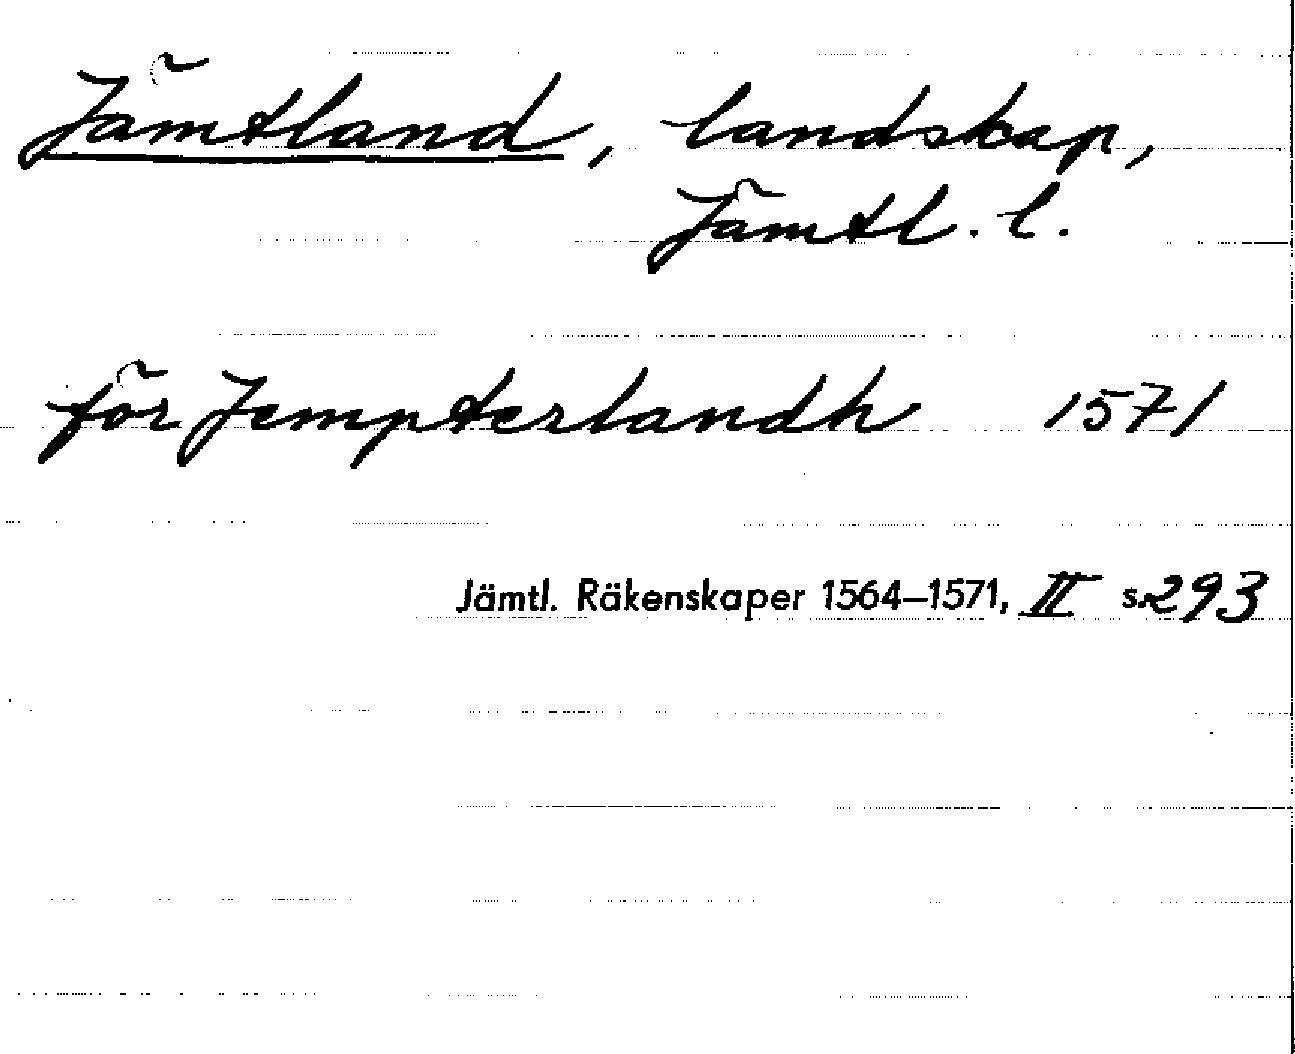 Jämtland, landskap,
Jämtl. l.
för Jempterlandh 1571
Jämtl. Räkenskaper 1564–1571, II s. 293